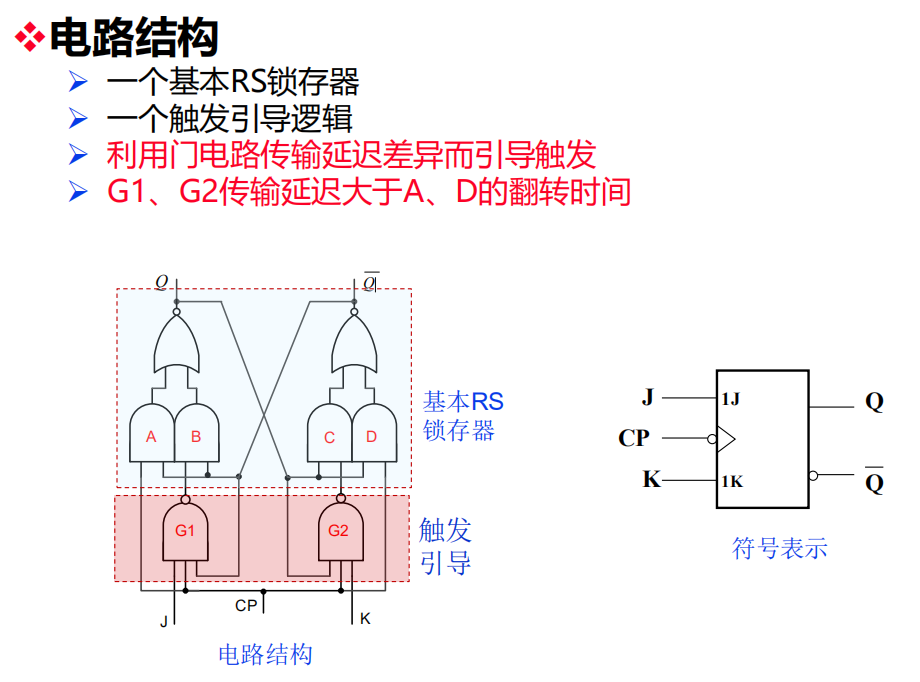 电路结构
一个基本RS锁存器
一个触发引导逻辑
利用门电路传输延迟差异而引导触发
G1、G2传输延迟大于A、D的翻转时间
Q
Q̅
A
B
C
D
基本RS
锁存器
G1
G2
触发
引导
CP
J
K
电路结构
J
1J
Q
CP
K
1K
Q̅
符号表示